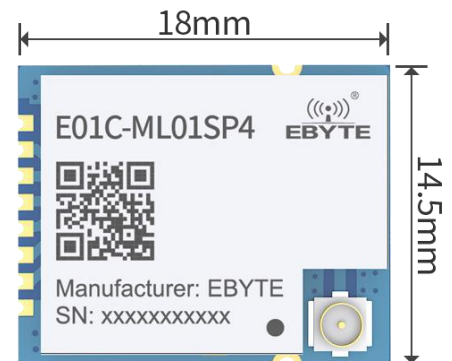 18mm
E01C-ML01SP4
EBYTE®
14.5mm
Manufacturer: EBYTE
SN: xxxxxxxxxxx